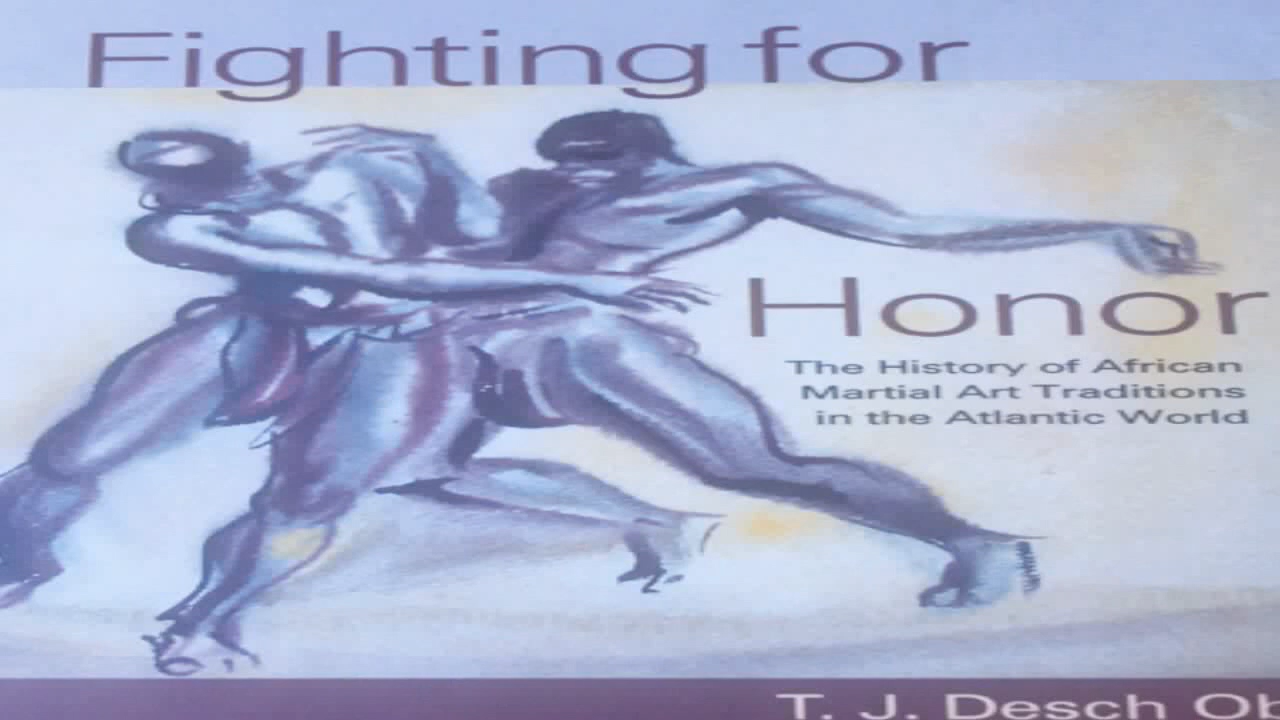 Fighting for
Honor
The History of African
Martial Art Traditions
in the Atlantic World
T. J. Desch